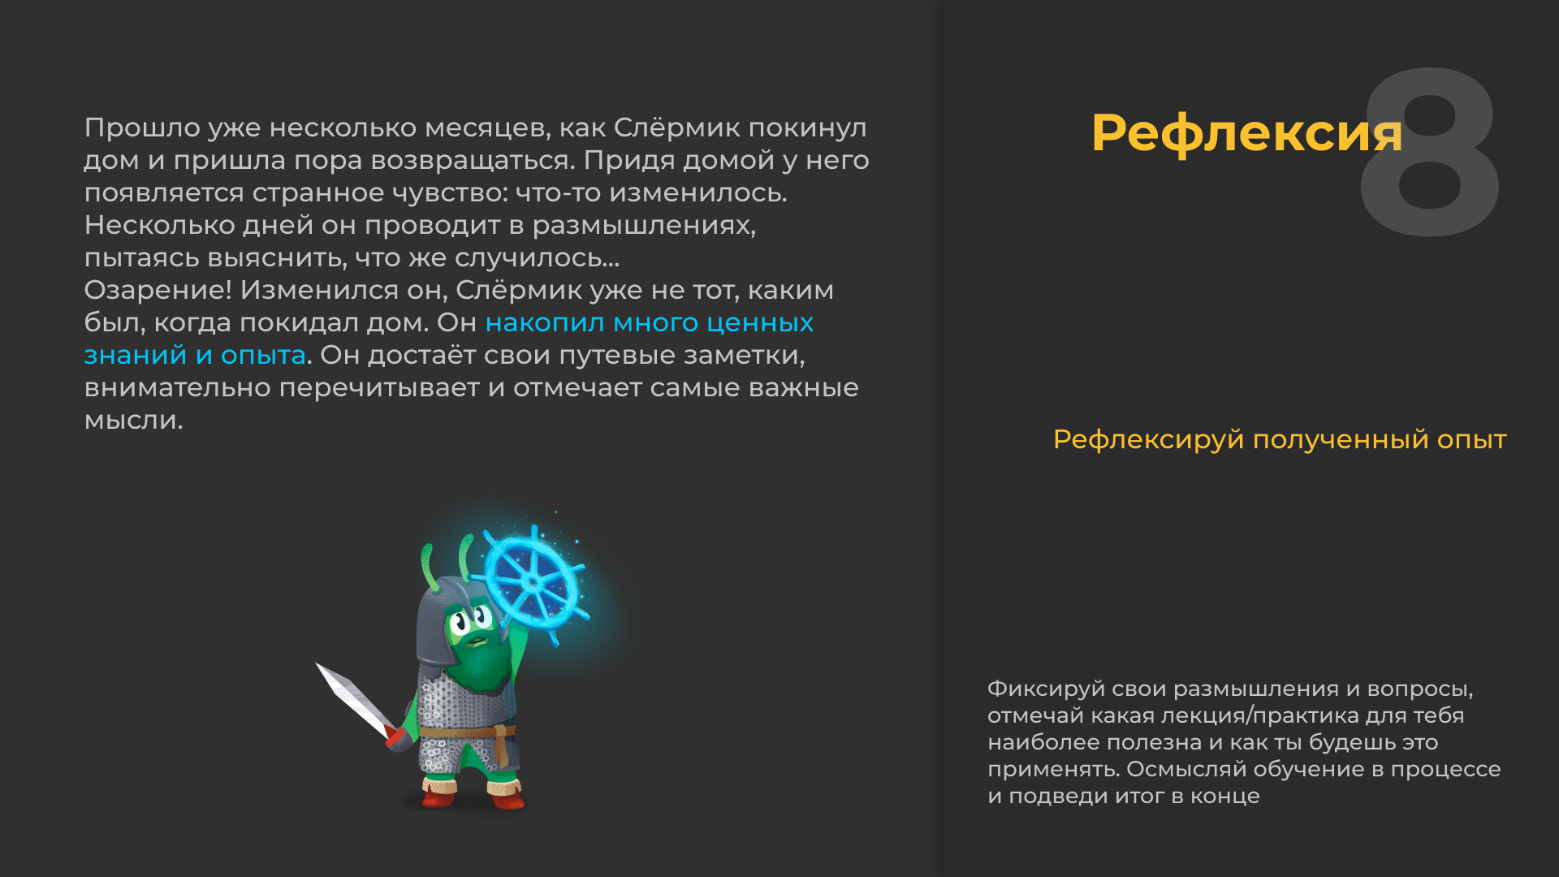 Прошло уже несколько месяцев, как Слёрмик покинул
дом и пришла пора возвращаться. Придя домой у него
появляется странное чувство: что-то изменилось.
Несколько дней он проводит в размышлениях,
пытаясь выяснить, что же случилось...
Озарение! Изменился он, Слёрмик уже не тот, каким
был, когда покидал дом. Он накопил много ценных
знаний и опыта. Он достаёт свои путевые заметки,
внимательно перечитывает и отмечает самые важные
мысли.
Рефлексия
8
Рефлексируй полученный опыт
Фиксируй свои размышления и вопросы,
отмечай какая лекция/практика для тебя
наиболее полезна и как ты будешь это
применять. Осмысляй обучение в процессе
и подведи итог в конце